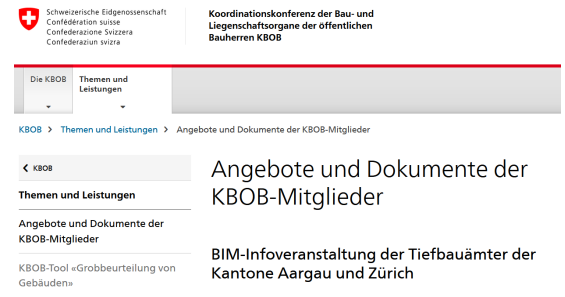 Schweizerische Eidgenossenschaft
Confédération suisse
Confederazione Svizzera
Confederaziun svizra
Koordinationskonferenz der Bau- und
Liegenschaftsorgane der öffentlichen
Bauherren KBOB
Die KBOB
Themen und
Leistungen
KBOB > Themen und Leistungen > Angebote und Dokumente der KBOB-Mitglieder
< KBOB
Themen und Leistungen
Angebote und Dokumente der
KBOB-Mitglieder
KBOB-Tool «Grobbeurteilung von
Gebäuden»
Angebote und Dokumente der
KBOB-Mitglieder
BIM-Infoveranstaltung der Tiefbauämter der
Kantone Aargau und Zürich